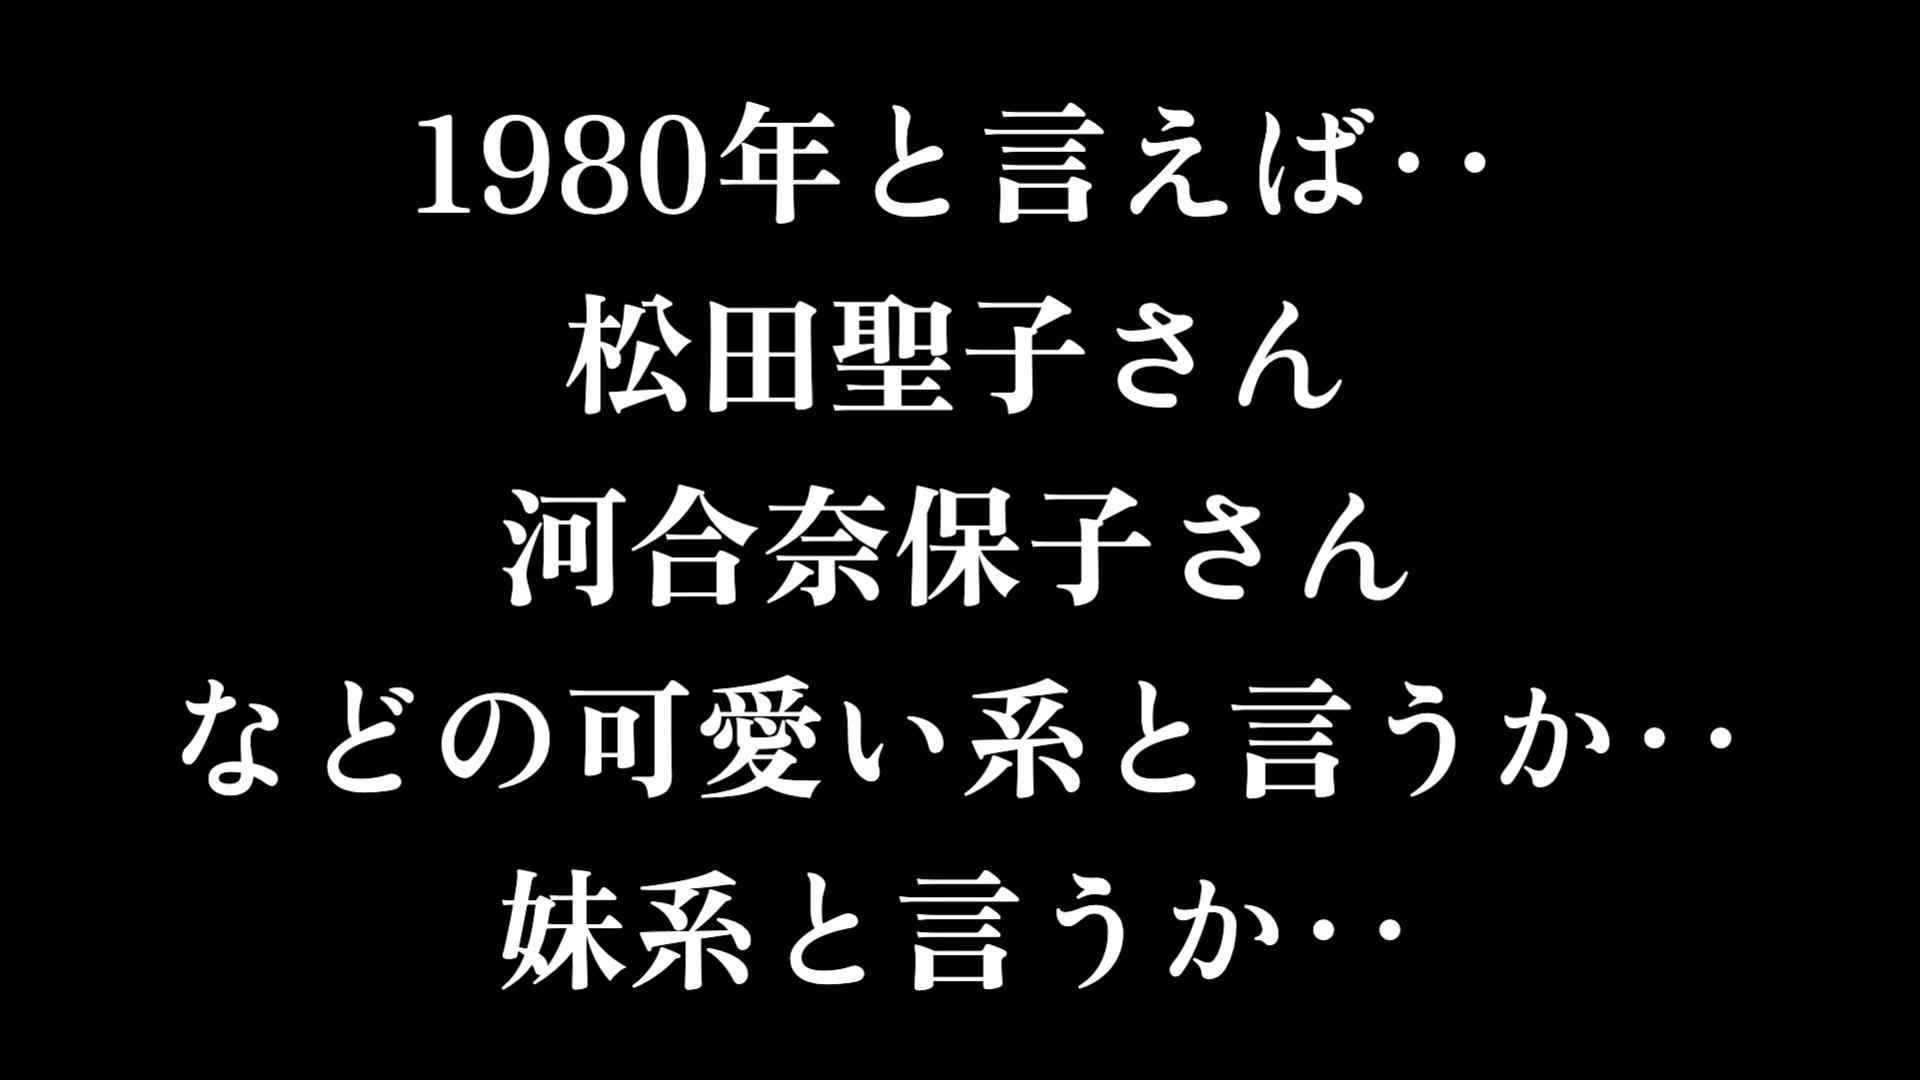 1980年と言えば‥
松田聖子さん
河合奈保子さん
などの可愛い系と言うか‥
妹系と言うか‥